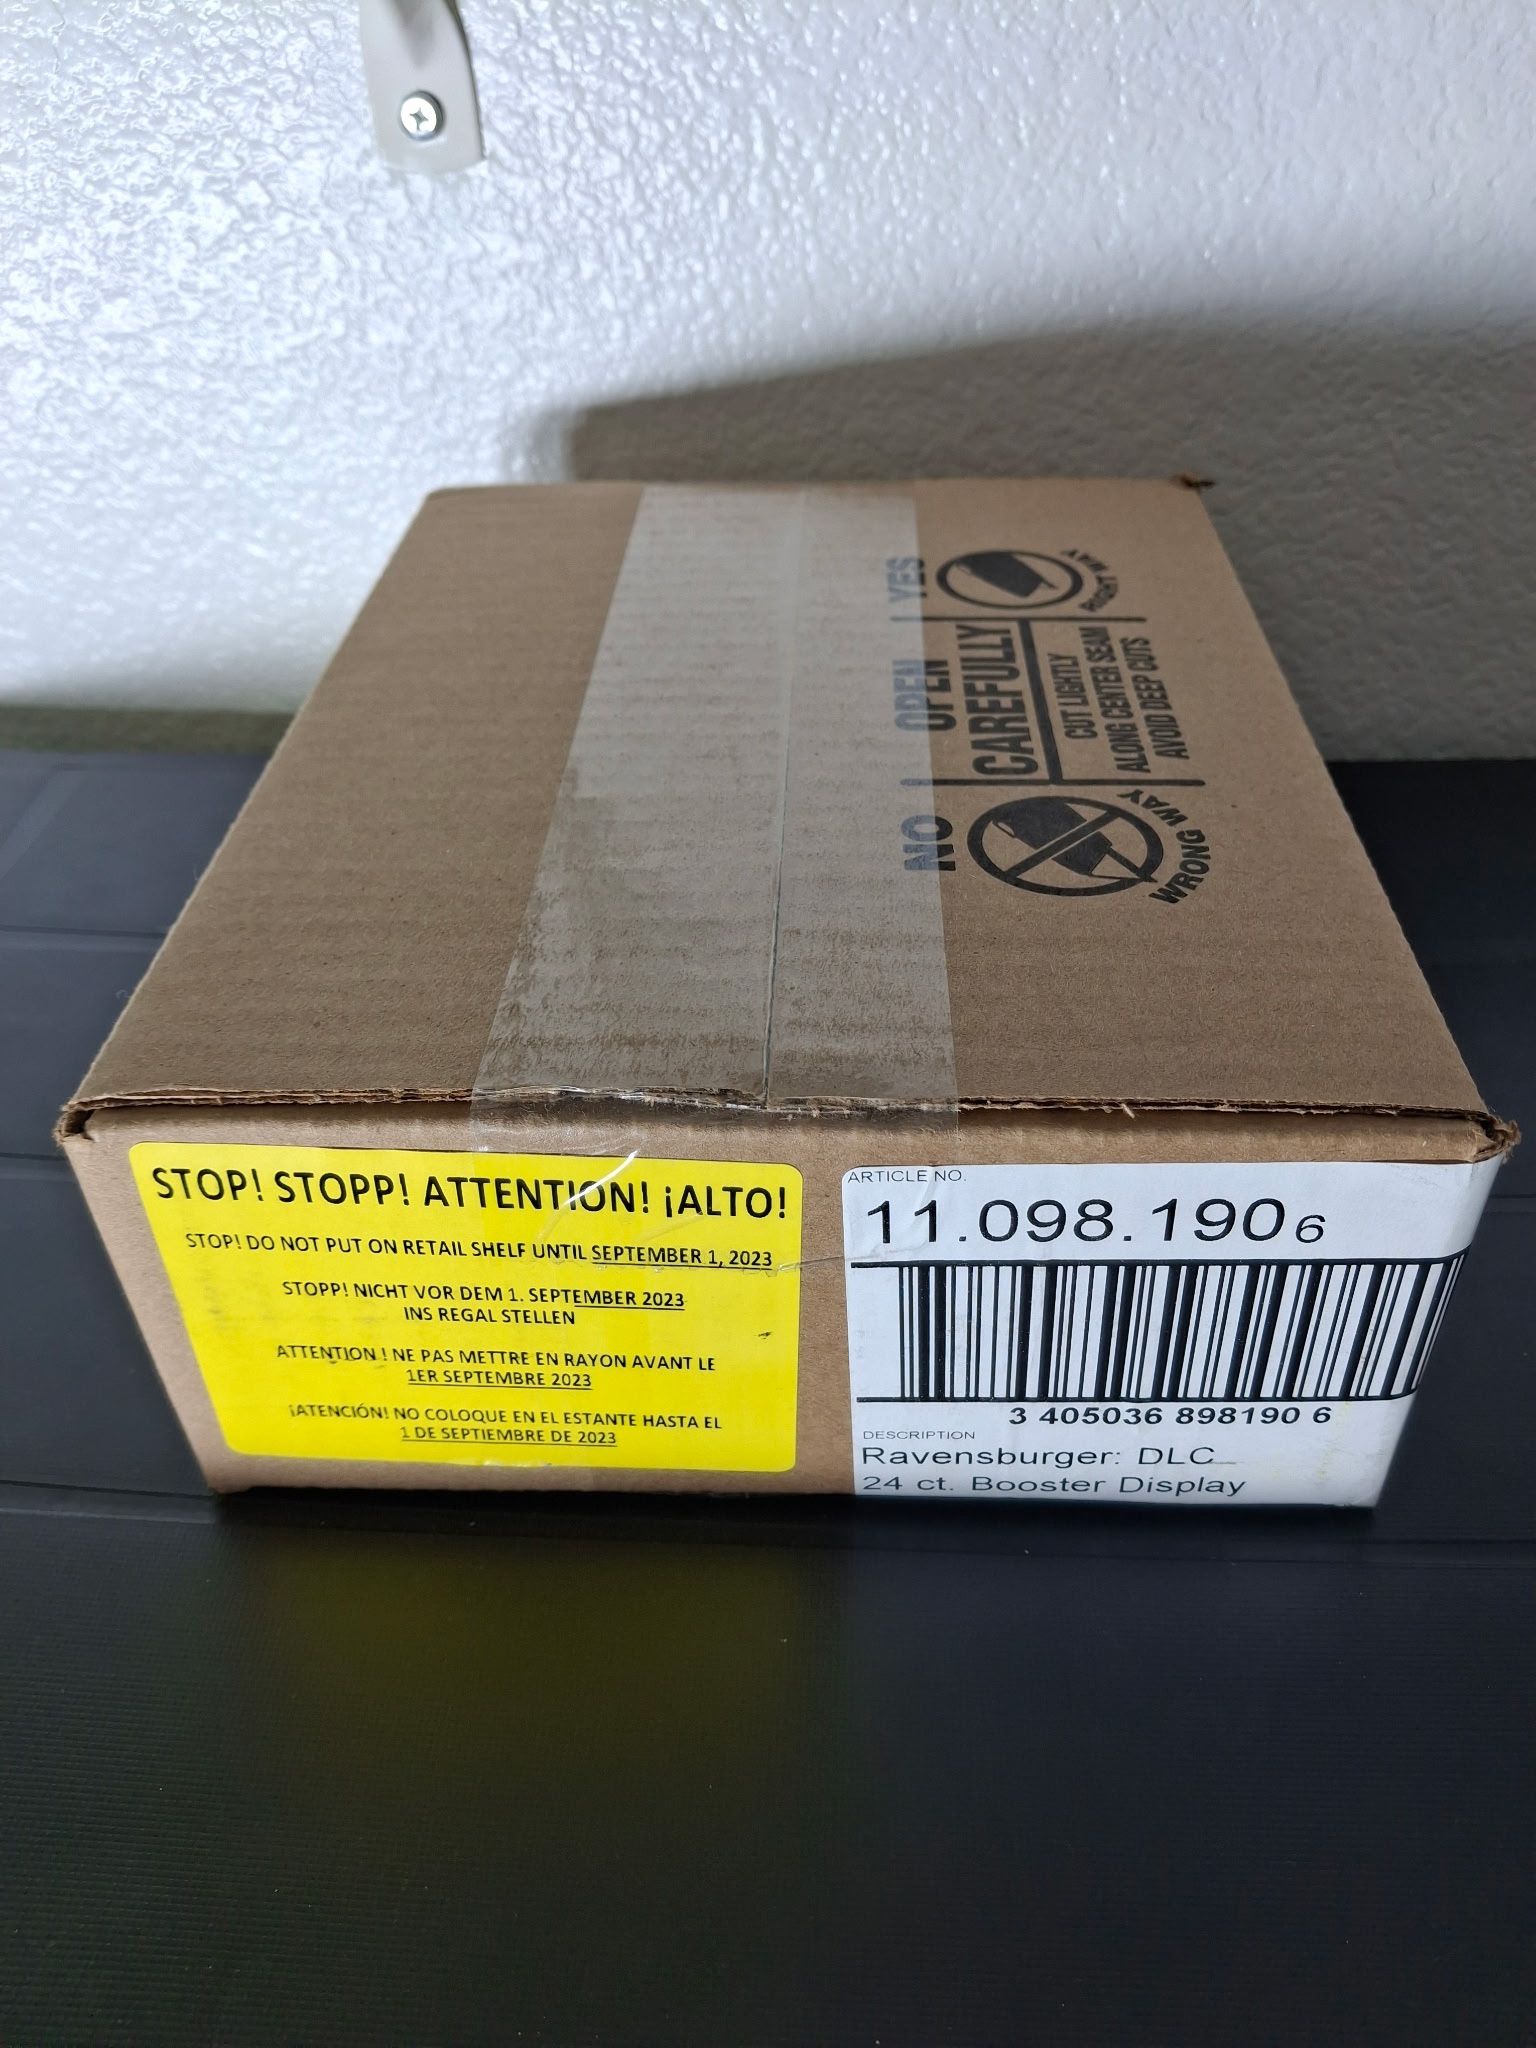 NO | OPEN | YES
CAREFULLY
CUT LIGHTLY
ALONG CENTER SEAM
AVOID DEEP CUTS
WRONG WAY
RIGHT WAY
STOP! STOPP! ATTENTION! ¡ALTO!
STOP! DO NOT PUT ON RETAIL SHELF UNTIL SEPTEMBER 1, 2023
STOPP! NICHT VOR DEM 1. SEPTEMBER 2023
INS REGAL STELLEN
ATTENTION ! NE PAS METTRE EN RAYON AVANT LE
1ER SEPTEMBRE 2023
¡ATENCIÓN! NO COLOQUE EN EL ESTANTE HASTA EL
1 DE SEPTIEMBRE DE 2023
ARTICLE NO.
11.098.190 6
3 405036 898190 6
DESCRIPTION
Ravensburger: DLC
24 ct. Booster Display